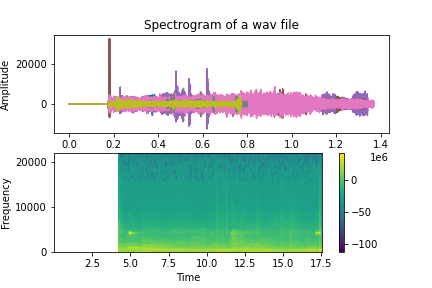 Spectrogram of a wav file
Amplitude
20000
0
0.0 0.2 0.4 0.6 0.8 1.0 1.2 1.4
1e6
Frequency
20000
10000
0
2.5 5.0 7.5 10.0 12.5 15.0 17.5
Time
0
−50
−100